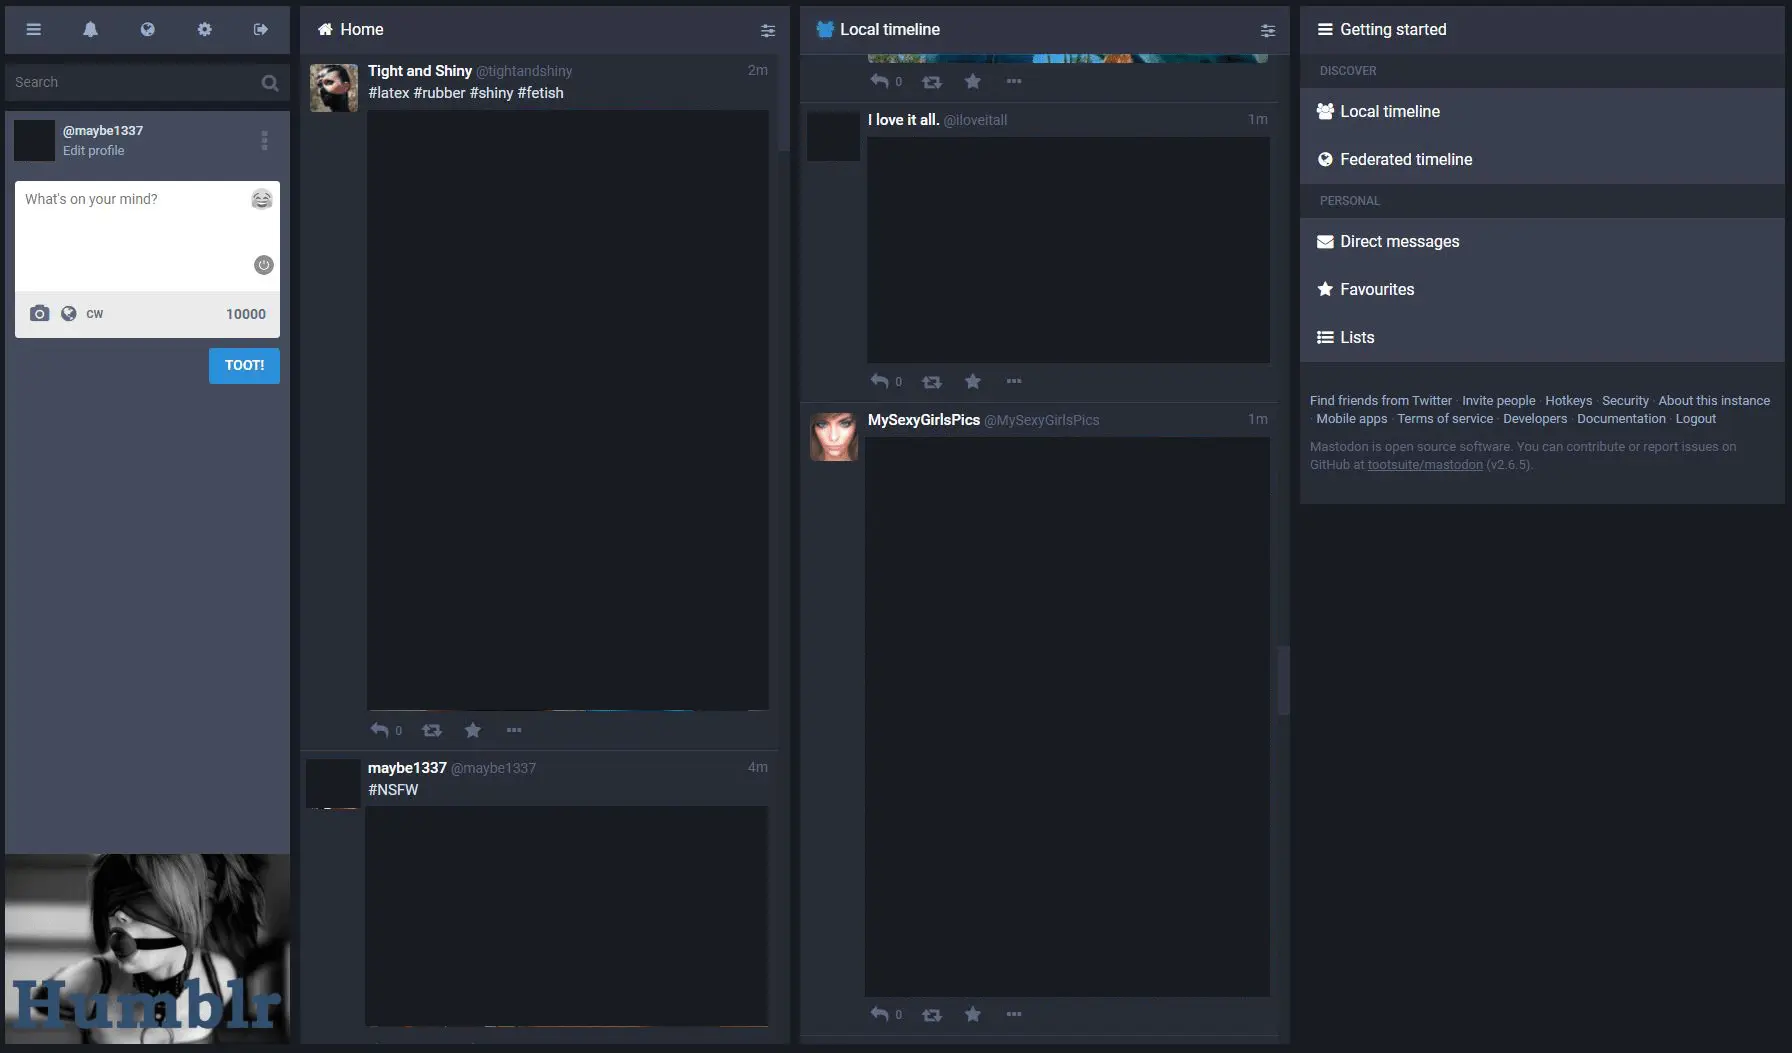 Search
@maybe1337
Edit profile
What's on your mind?
CW
10000
TOOT!
Humblr
Home
Tight and Shiny @tightandshiny 2m
#latex #rubber #shiny #fetish
0
maybe1337 @maybe1337 4m
#NSFW
Local timeline
0
I love it all. @iloveitall 1m
0
MySexyGirlsPics @MySexyGirlsPics 1m
0
Getting started
DISCOVER
Local timeline
Federated timeline
PERSONAL
Direct messages
Favourites
Lists
Find friends from Twitter · Invite people · Hotkeys · Security · About this instance
· Mobile apps · Terms of service · Developers · Documentation · Logout
Mastodon is open source software. You can contribute or report issues on
GitHub at tootsuite/mastodon (v2.6.5).